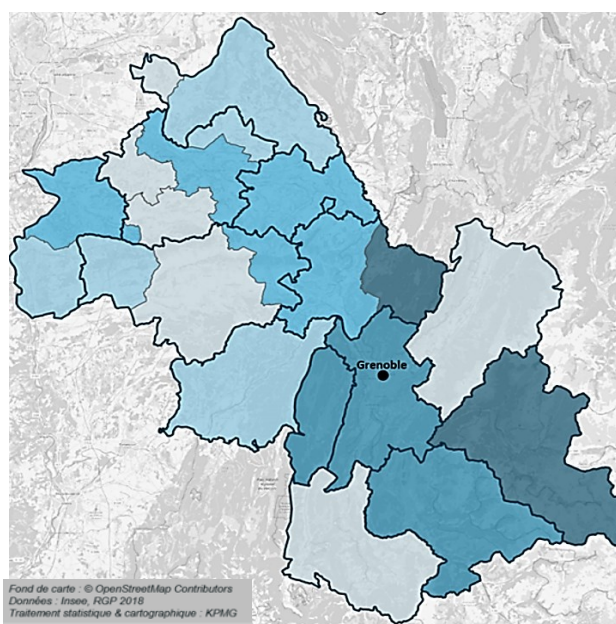 Grenoble
Fond de carte : © OpenStreetMap Contributors
Données : Insee, RGP 2018
Traitement statistique & cartographique : KPMG